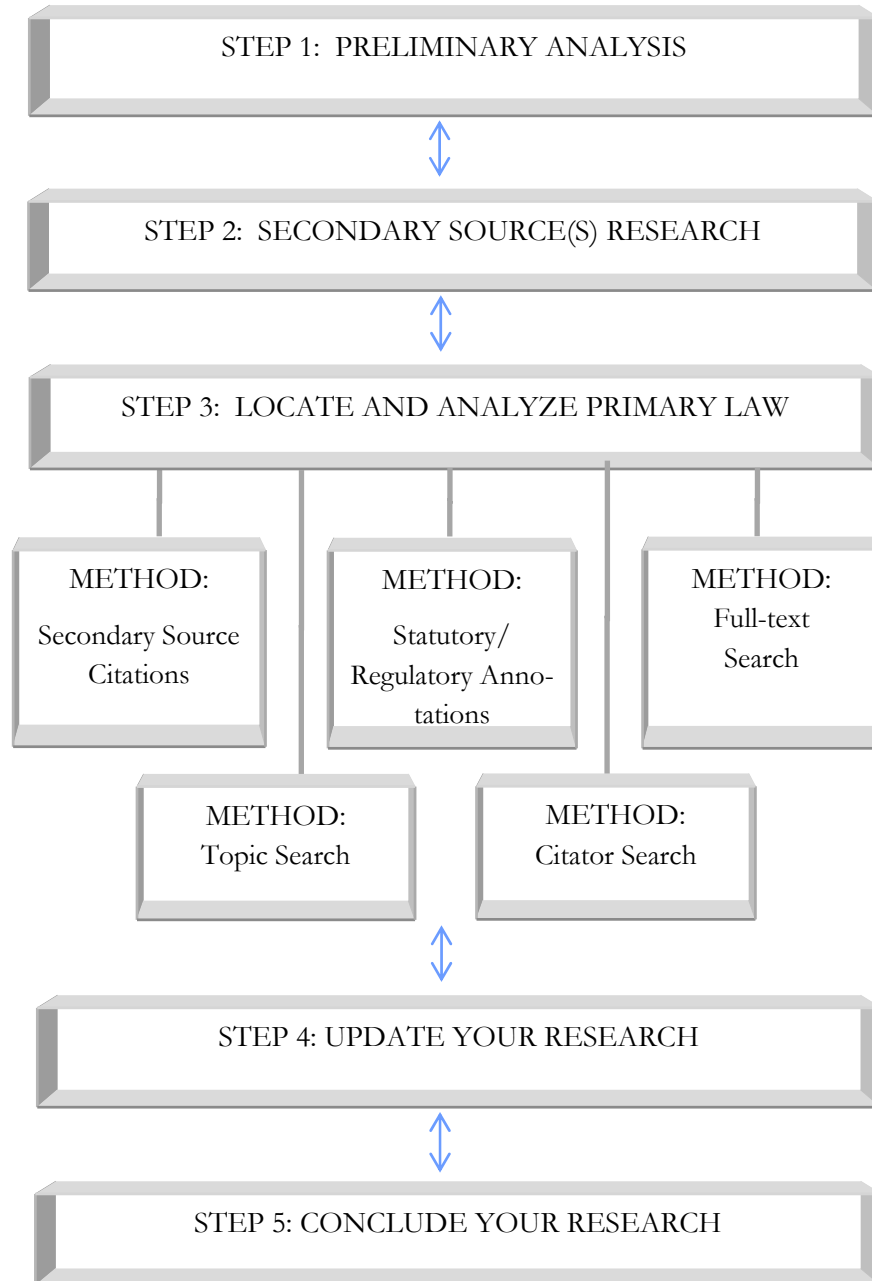 STEP 1: PRELIMINARY ANALYSIS
STEP 2: SECONDARY SOURCE(S) RESEARCH
STEP 3: LOCATE AND ANALYZE PRIMARY LAW
METHOD:
Secondary Source
Citations
METHOD:
Statutory/
Regulatory Anno-
tations
METHOD:
Full-text
Search
METHOD:
Topic Search
METHOD:
Citator Search
STEP 4: UPDATE YOUR RESEARCH
STEP 5: CONCLUDE YOUR RESEARCH